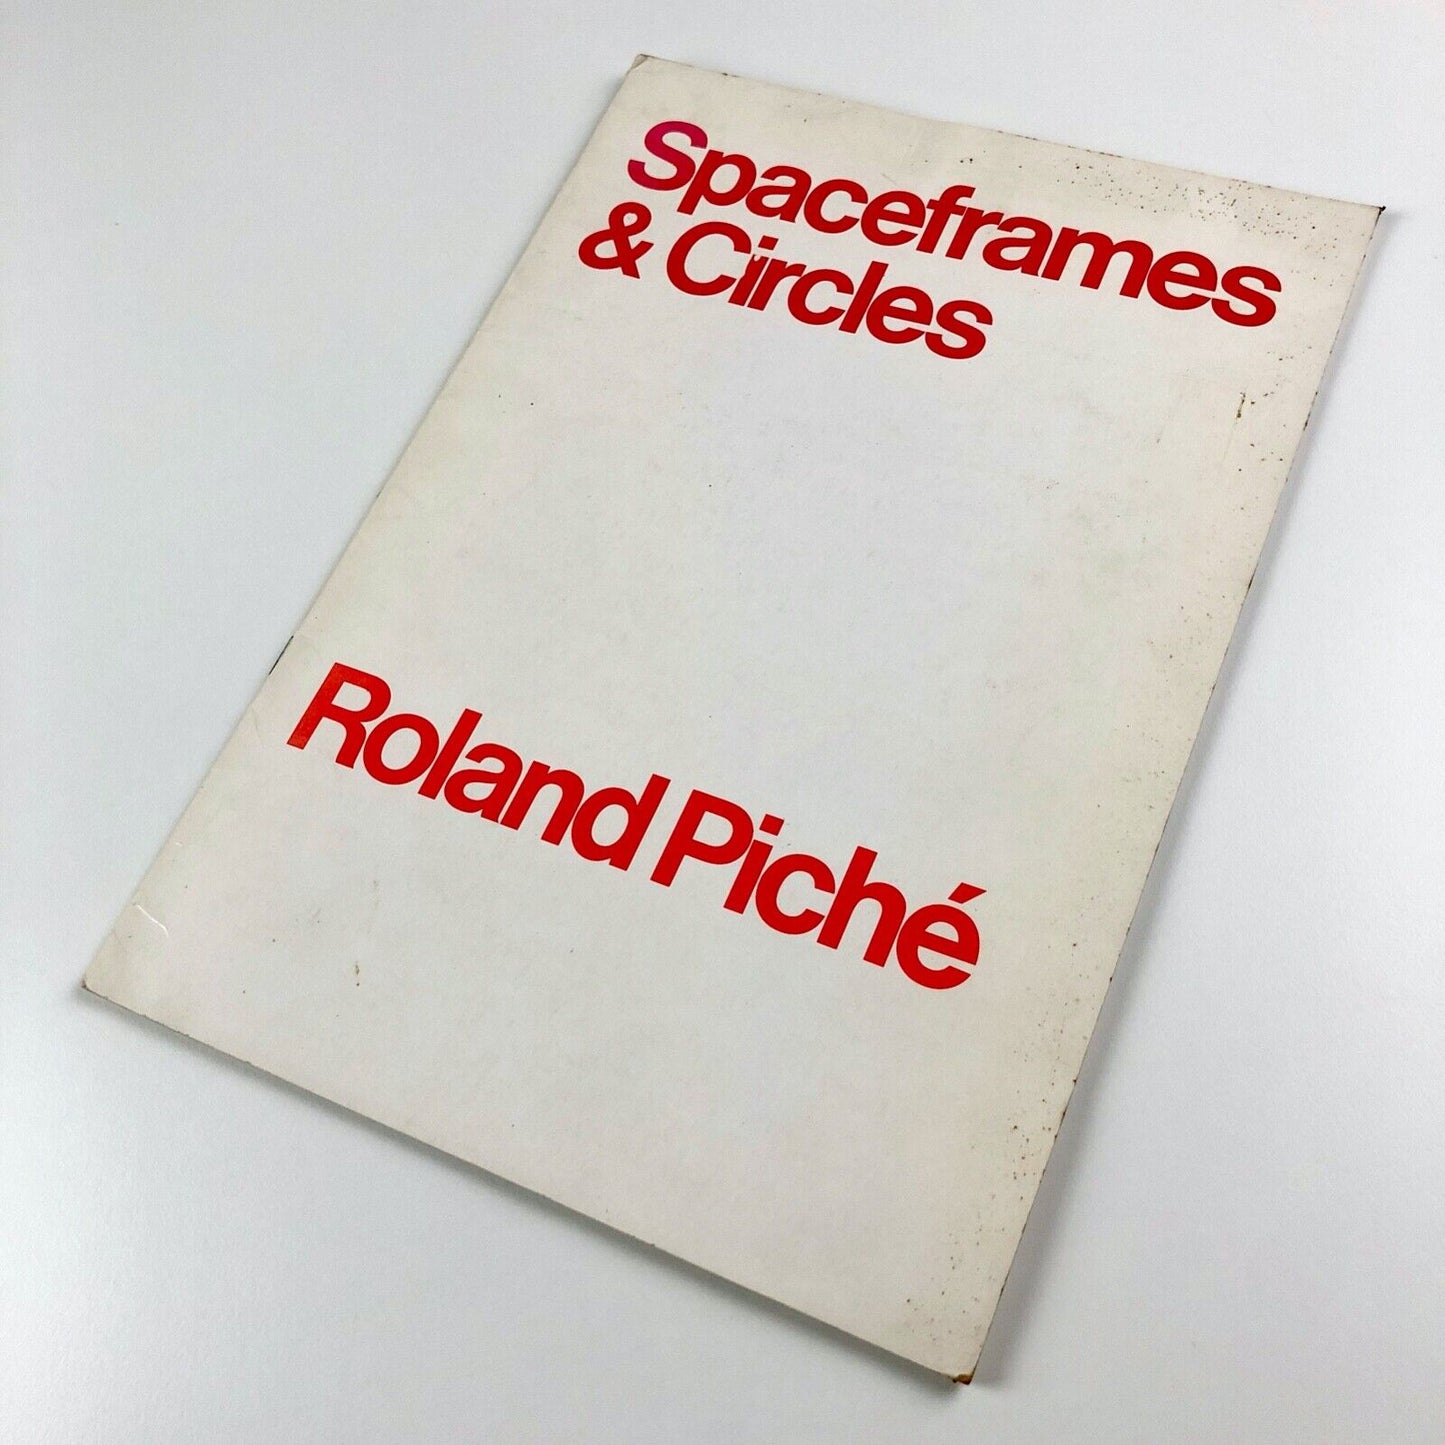 Spaceframes
& Circles
Roland Piché